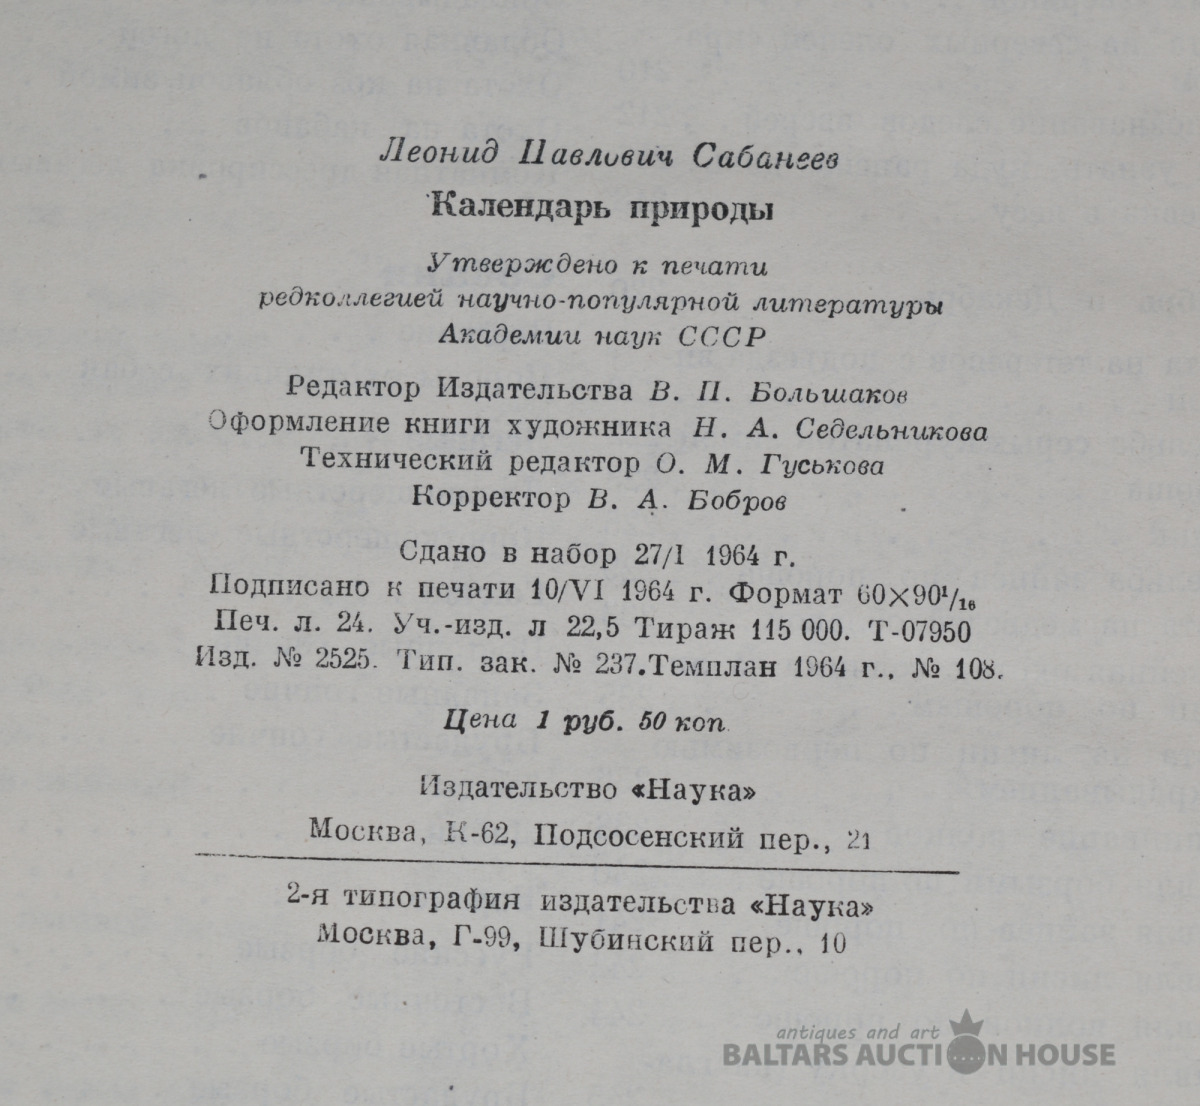 Леонид Павлович Сабанеев
Календарь природы
Утверждено к печати
редколлегией научно-популярной литературы
Академии наук СССР
Редактор Издательства В. П. Большаков
Оформление книги художника Н. А. Седельникова
Технический редактор О. М. Гуськова
Корректор В. А. Бобров
Сдано в набор 27/I 1964 г.
Подписано к печати 10/VI 1964 г. Формат 60×90¹/₁₆
Печ. л. 24. Уч.-изд. л 22,5 Тираж 115 000. Т-07950
Изд. № 2525. Тип. зак. № 237. Темплан 1964 г., № 108.
Цена 1 руб. 50 коп.
Издательство «Наука»
Москва, К-62, Подсосенский пер., 21
2-я типография издательства «Наука»
Москва, Г-99, Шубинский пер., 10
antiques and art
BALTARS AUCTION HOUSE